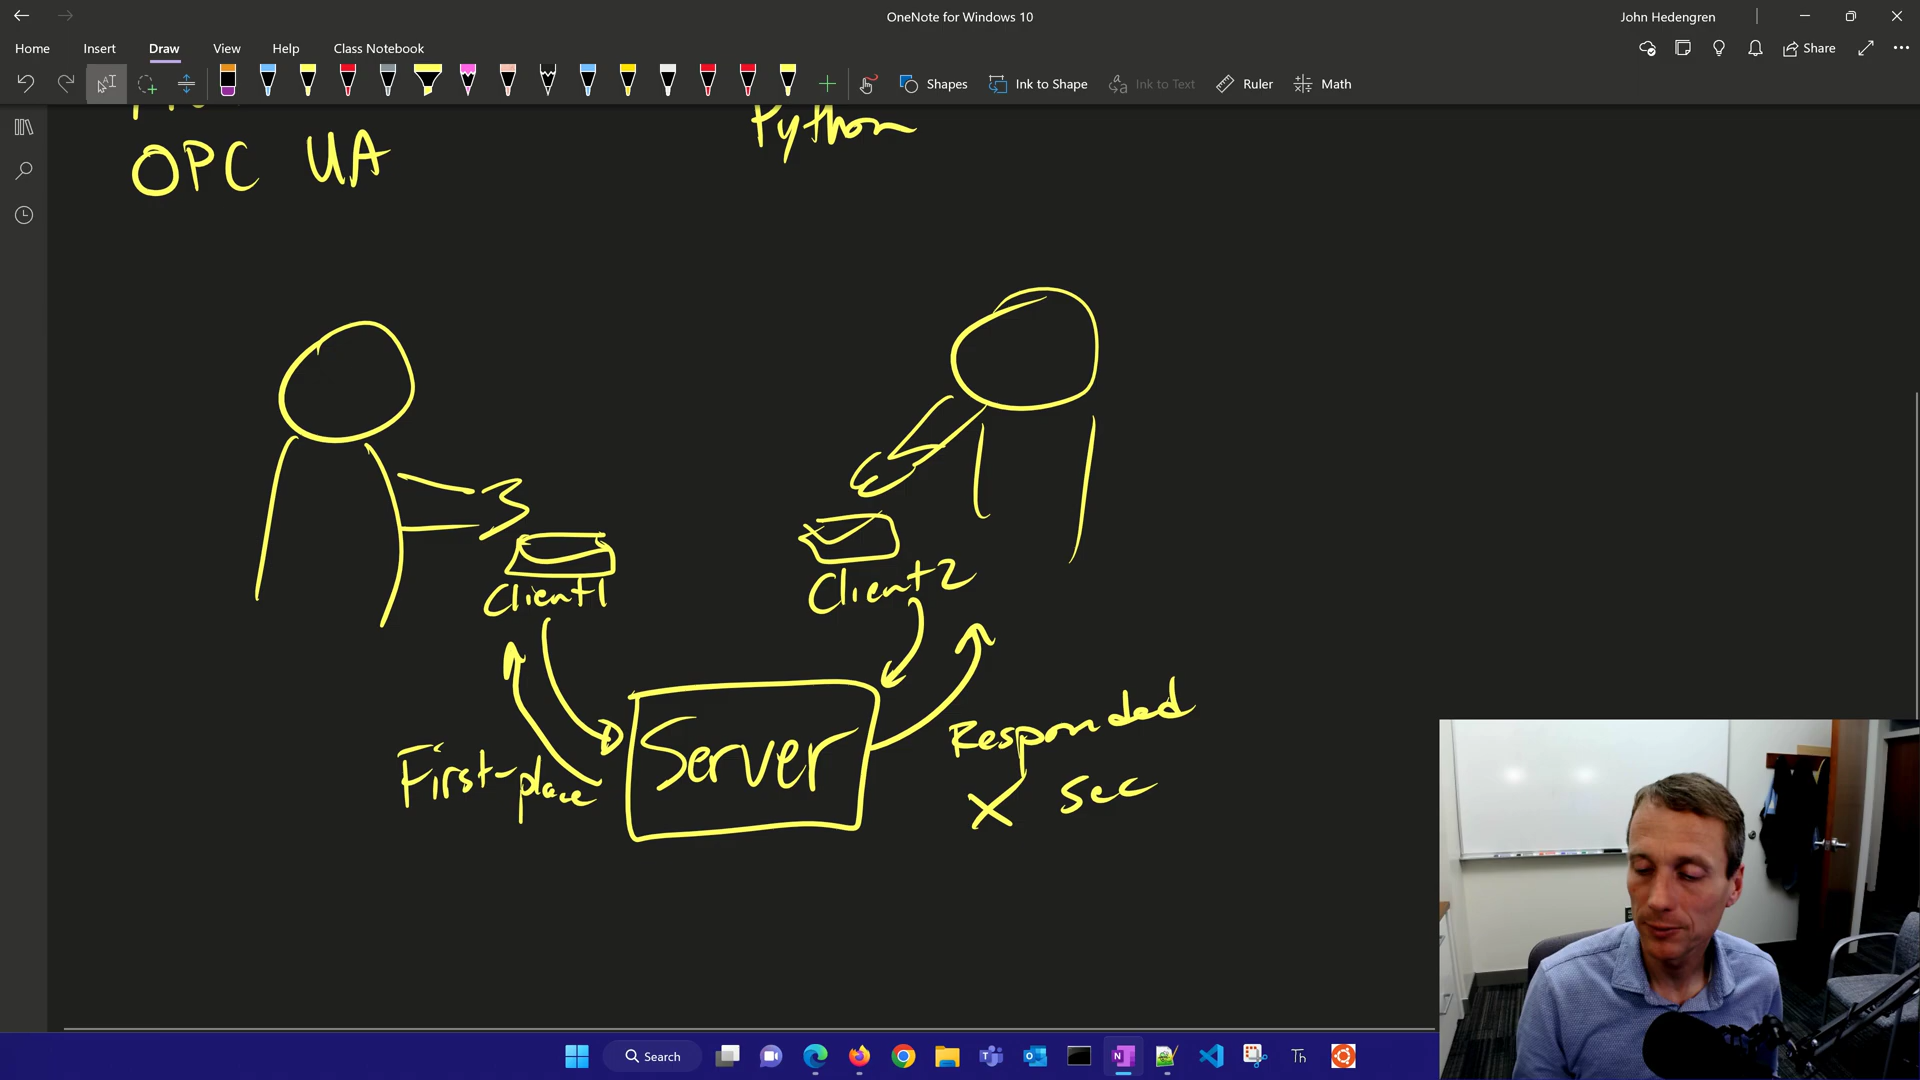 OneNote for Windows 10
John Hedengren
Home
Insert
Draw
View
Help
Class Notebook
Share
Shapes
Ink to Shape
Ink to Text
Ruler
Math
Python
OPC UA
Client1
Client2
Server
First-place
Responded
X sec
Search
Th